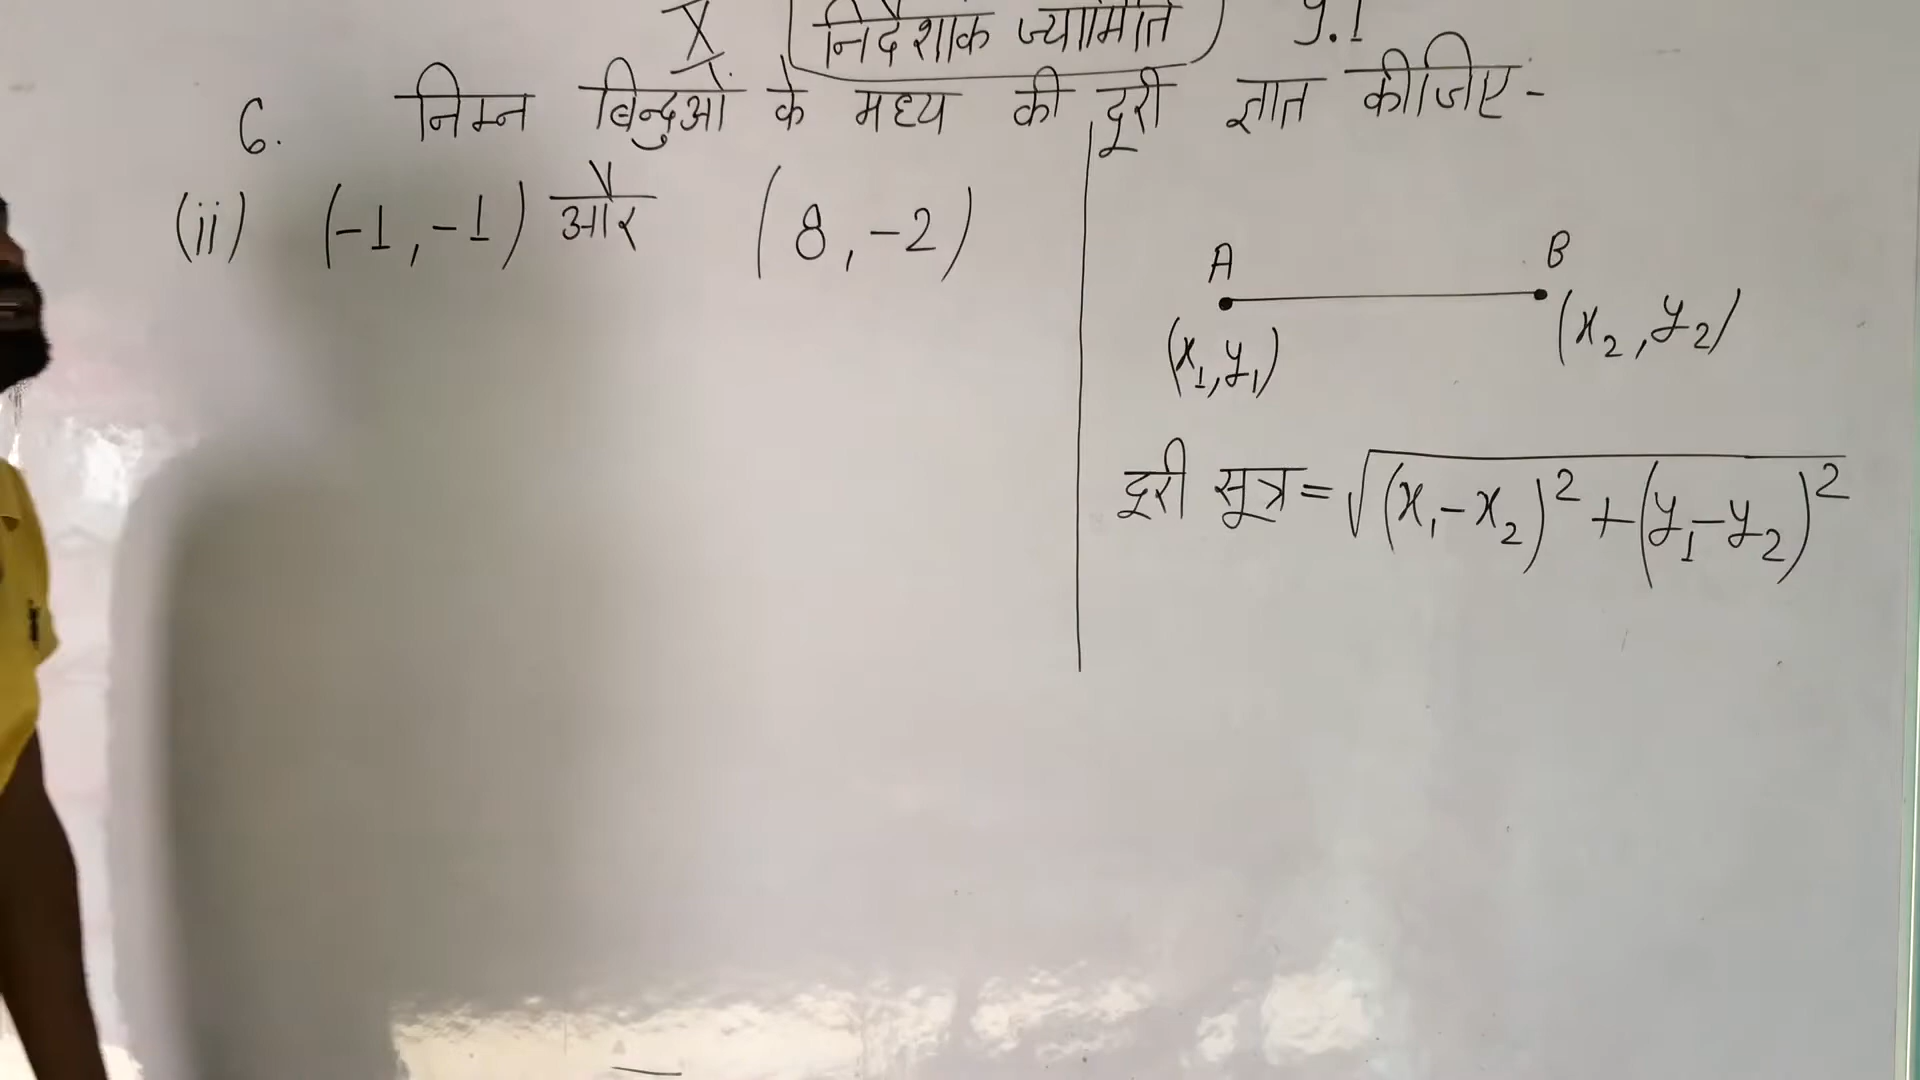 X निर्देशांक ज्यामिति 9.1
6. निम्न बिन्दुओं के मध्य की दूरी ज्ञात कीजिए -
(ii) (-1, -1) और (8, -2)
A B
(x₁, y₁) (x₂, y₂)
दूरी सूत्र = √(x₁-x₂)² + (y₁-y₂)²